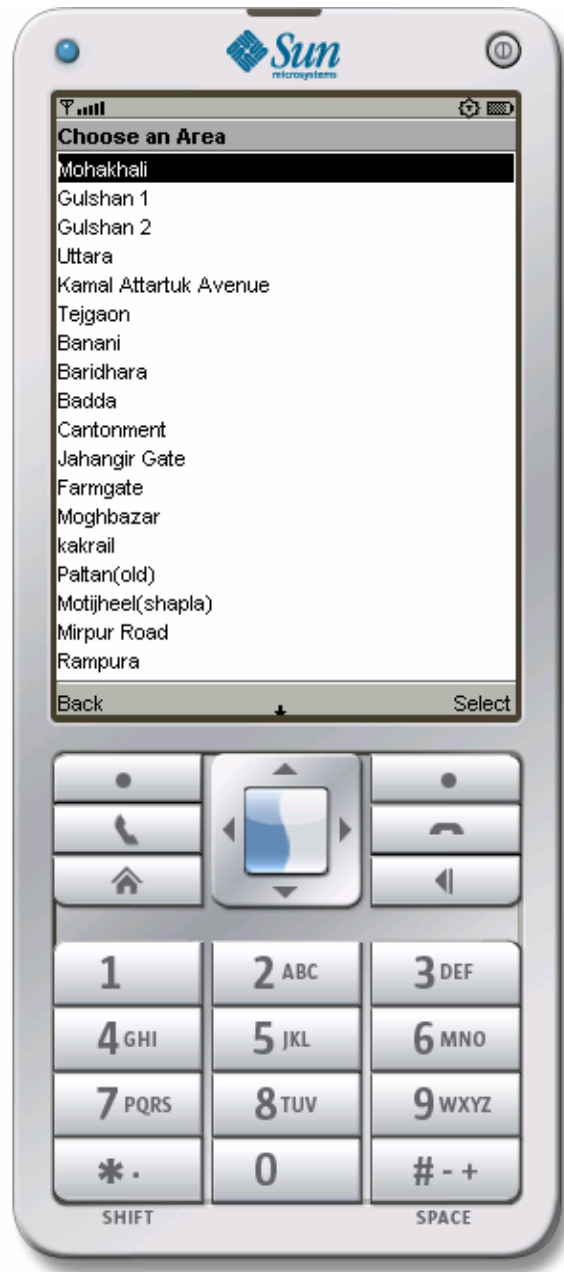 Sun
microsystems
Choose an Area
Mohakhali
Gulshan 1
Gulshan 2
Uttara
Kamal Attartuk Avenue
Tejgaon
Banani
Baridhara
Badda
Cantonment
Jahangir Gate
Farmgate
Moghbazar
kakrail
Paltan(old)
Motijheel(shapla)
Mirpur Road
Rampura
Back Select
1 2 ABC 3 DEF
4 GHI 5 JKL 6 MNO
7 PQRS 8 TUV 9 WXYZ
* . 0 # - +
SHIFT SPACE